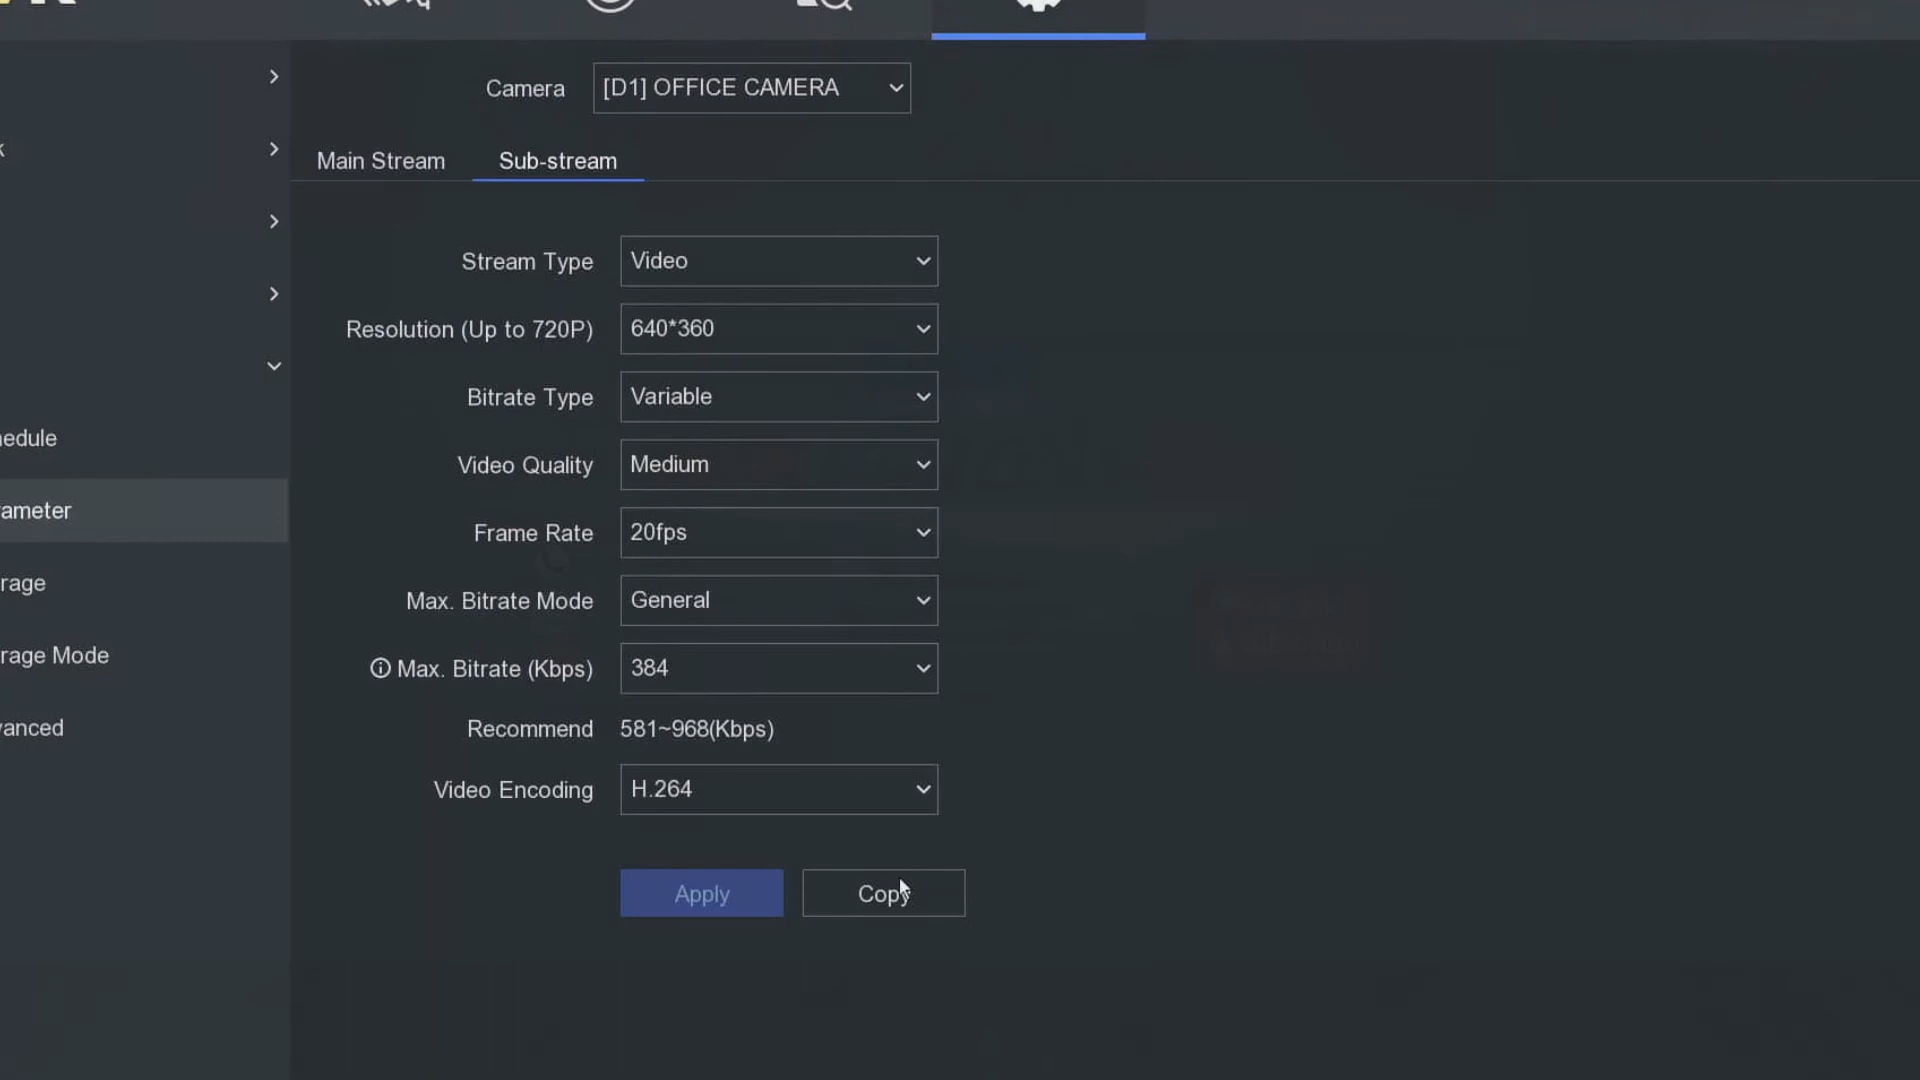 Camera [D1] OFFICE CAMERA
Main Stream Sub-stream
Stream Type Video
Resolution (Up to 720P) 640*360
Bitrate Type Variable
edule
Video Quality Medium
ameter
Frame Rate 20fps
rage
Max. Bitrate Mode General
rage Mode
Max. Bitrate (Kbps) 384
anced
Recommend 581~968(Kbps)
Video Encoding H.264
Apply Copy